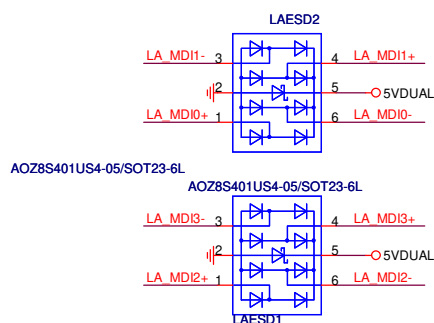 LAESD2
LA_MDI1- 3 4 LA_MDI1+
2 5 5VDUAL
LA_MDI0+ 1 6 LA_MDI0-
AOZ8S401US4-05/SOT23-6L
AOZ8S401US4-05/SOT23-6L
LA_MDI3- 3 4 LA_MDI3+
2 5 5VDUAL
LA_MDI2+ 1 6 LA_MDI2-
LAESD1